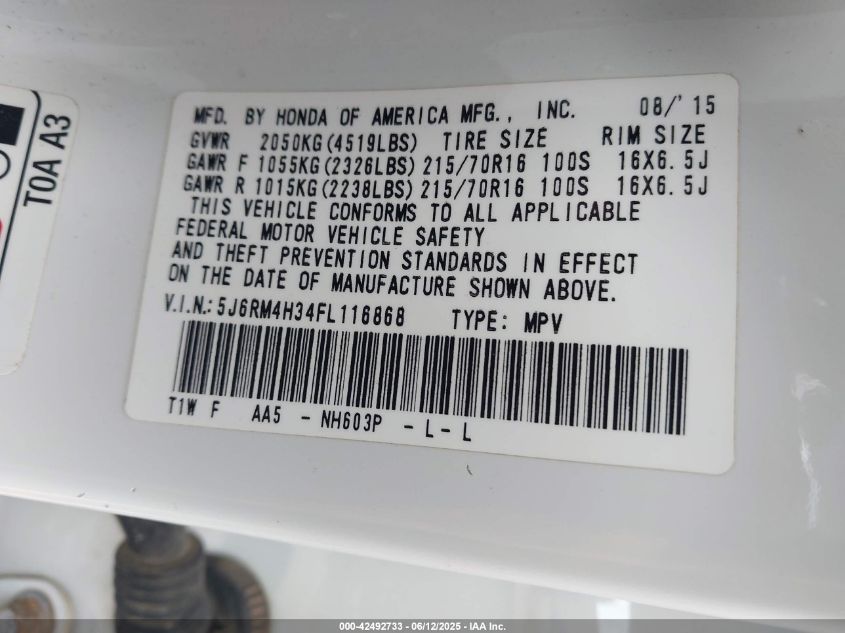 TOA A3
MFD. BY HONDA OF AMERICA MFG., INC. 08/'15
GVWR 2050KG(4519LBS) TIRE SIZE RIM SIZE
GAWR F 1055KG(2326LBS) 215/70R16 100S 16X6.5J
GAWR R 1015KG(2238LBS) 215/70R16 100S 16X6.5J
THIS VEHICLE CONFORMS TO ALL APPLICABLE
FEDERAL MOTOR VEHICLE SAFETY
AND THEFT PREVENTION STANDARDS IN EFFECT
ON THE DATE OF MANUFACTURE SHOWN ABOVE.
V.I.N.: 5J6RM4H34FL116868 TYPE: MPV
T1W F AA5 - NH603P - L - L
000-42492733 - 06/12/2025 - IAA Inc.